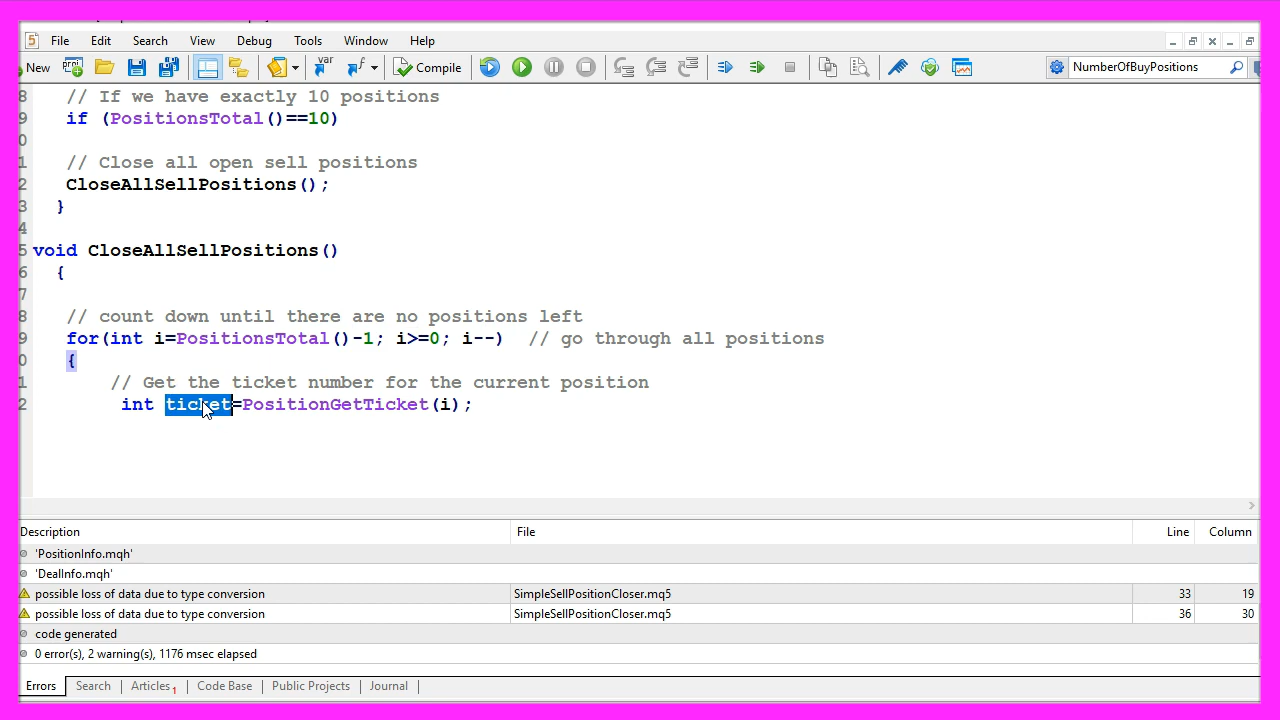 File Edit Search View Debug Tools Window Help
New Compile NumberOfBuyPositions
8 // If we have exactly 10 positions
9 if (PositionsTotal()==10)
0
1 // Close all open sell positions
2 CloseAllSellPositions();
3 }
4
5 void CloseAllSellPositions()
6 {
7
8 // count down until there are no positions left
9 for(int i=PositionsTotal()-1; i>=0; i--) // go through all positions
0 {
1 // Get the ticket number for the current position
2 int ticket=PositionGetTicket(i);
Description File Line Column
'PositionInfo.mqh'
'DealInfo.mqh'
possible loss of data due to type conversion SimpleSellPositionCloser.mq5 33 19
possible loss of data due to type conversion SimpleSellPositionCloser.mq5 36 30
code generated
0 error(s), 2 warning(s), 1176 msec elapsed
Errors Search Articles 1 Code Base Public Projects Journal